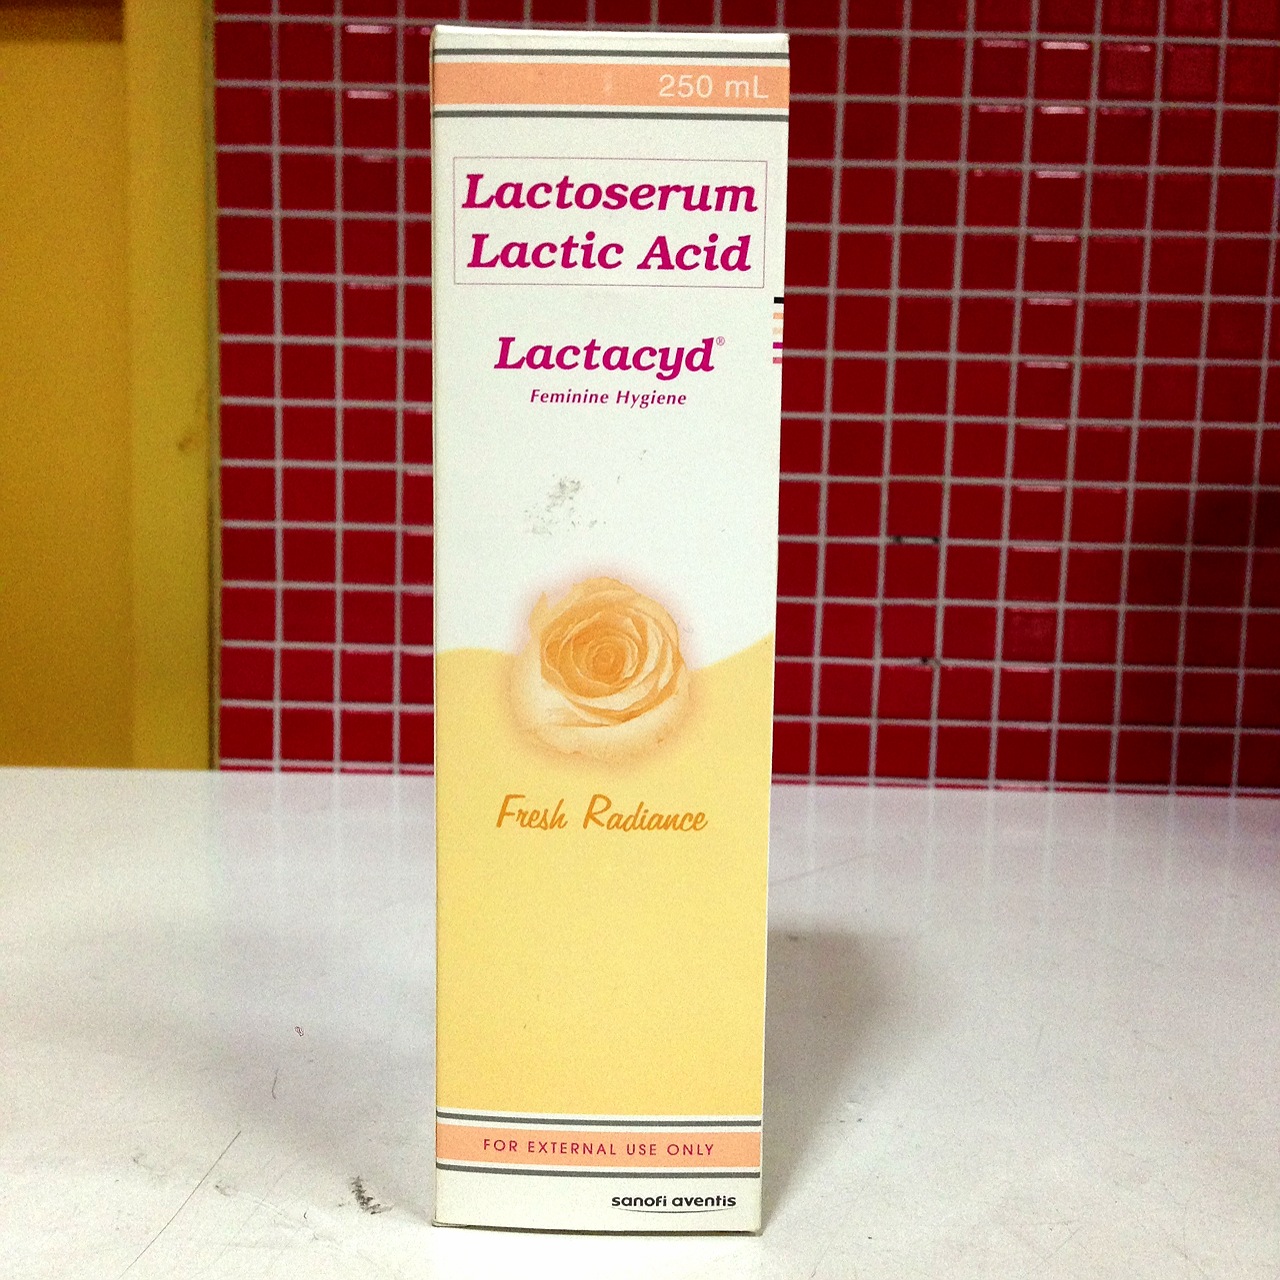 250 mL
Lactoserum
Lactic Acid
Lactacyd®
Feminine Hygiene
Fresh Radiance
FOR EXTERNAL USE ONLY
sanofi aventis